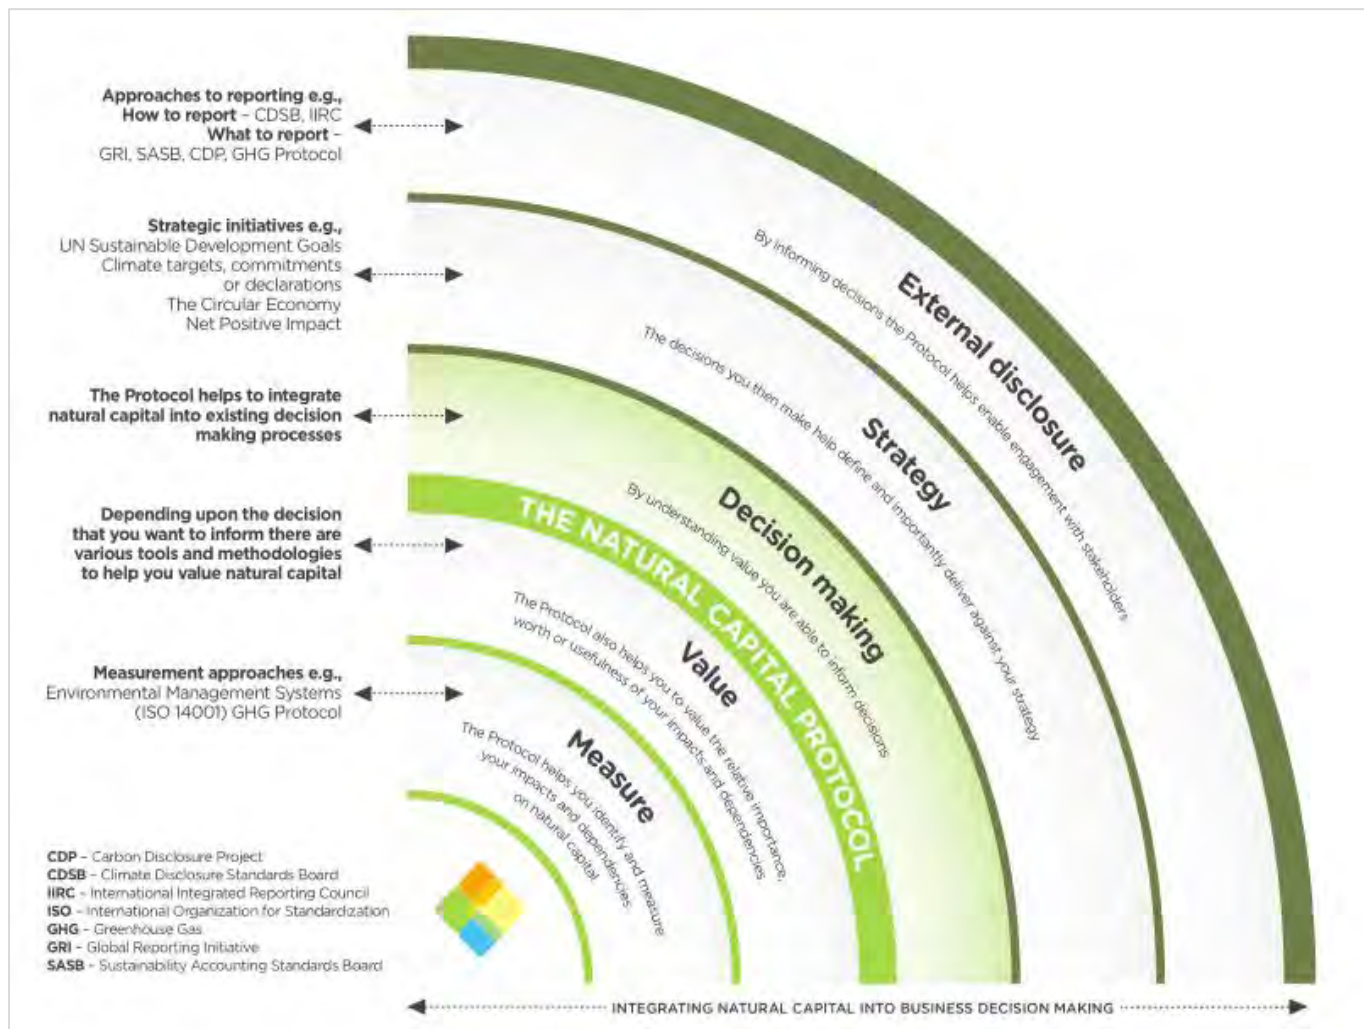 Approaches to reporting e.g.,
How to report – CDSB, IIRC
What to report –
GRI, SASB, CDP, GHG Protocol
Strategic initiatives e.g.,
UN Sustainable Development Goals
Climate targets, commitments
or declarations
The Circular Economy
Net Positive Impact
The Protocol helps to integrate
natural capital into existing decision
making processes
Depending upon the decision
that you want to inform there are
various tools and methodologies
to help you value natural capital
Measurement approaches e.g.,
Environmental Management Systems
(ISO 14001) GHG Protocol
External disclosure
By informing decisions the Protocol helps enable engagement with stakeholders
Strategy
The decisions you then make help define and importantly deliver against your strategy
Decision making
By understanding value you are able to inform decisions
THE NATURAL CAPITAL PROTOCOL
Value
The Protocol also helps you to value the relative importance,
worth or usefulness of your impacts and dependencies
Measure
The Protocol helps you identify and measure
your impacts and dependencies
on natural capital.
CDP – Carbon Disclosure Project
CDSB – Climate Disclosure Standards Board
IIRC – International Integrated Reporting Council
ISO – International Organization for Standardization
GHG – Greenhouse Gas
GRI – Global Reporting Initiative
SASB – Sustainability Accounting Standards Board
INTEGRATING NATURAL CAPITAL INTO BUSINESS DECISION MAKING